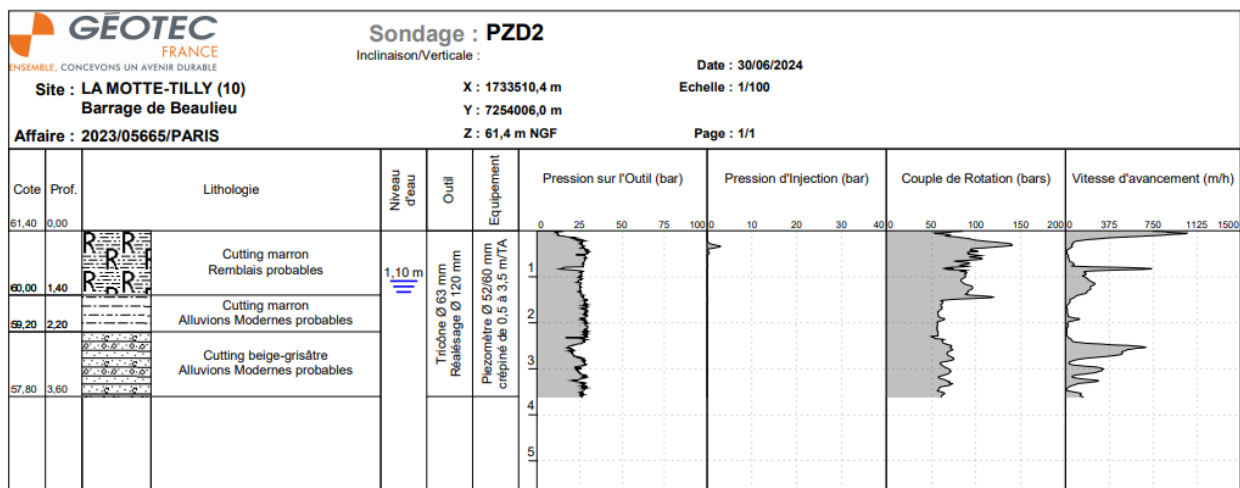 GÉOTEC
FRANCE
ENSEMBLE, CONCEVONS UN AVENIR DURABLE
Sondage : PZD2
Inclinaison/Verticale :
Date : 30/06/2024
Site : LA MOTTE-TILLY (10)
Barrage de Beaulieu
X : 1733510,4 m
Echelle : 1/100
Y : 7254006,0 m
Affaire : 2023/05665/PARIS
Z : 61,4 m NGF
Page : 1/1
Cote Prof. Lithologie Niveau d'eau Outil Equipement Pression sur l'Outil (bar) Pression d'Injection (bar) Couple de Rotation (bars) Vitesse d'avancement (m/h)
61,40 0,00
0 25 50 75 100 0 10 20 30 40 0 50 100 150 200 0 375 750 1125 1500
R R R R R R
Cutting marron
Remblais probables
1,10 m
60,00 1,40
Cutting marron
Alluvions Modernes probables
59,20 2,20
Cutting beige-grisâtre
Alluvions Modernes probables
57,80 3,60
Tricône Ø 63 mm
Réalésage Ø 120 mm
Piezomètre Ø 52/60 mm
crépiné de 0,5 à 3,5 m/TA
1
2
3
4
5